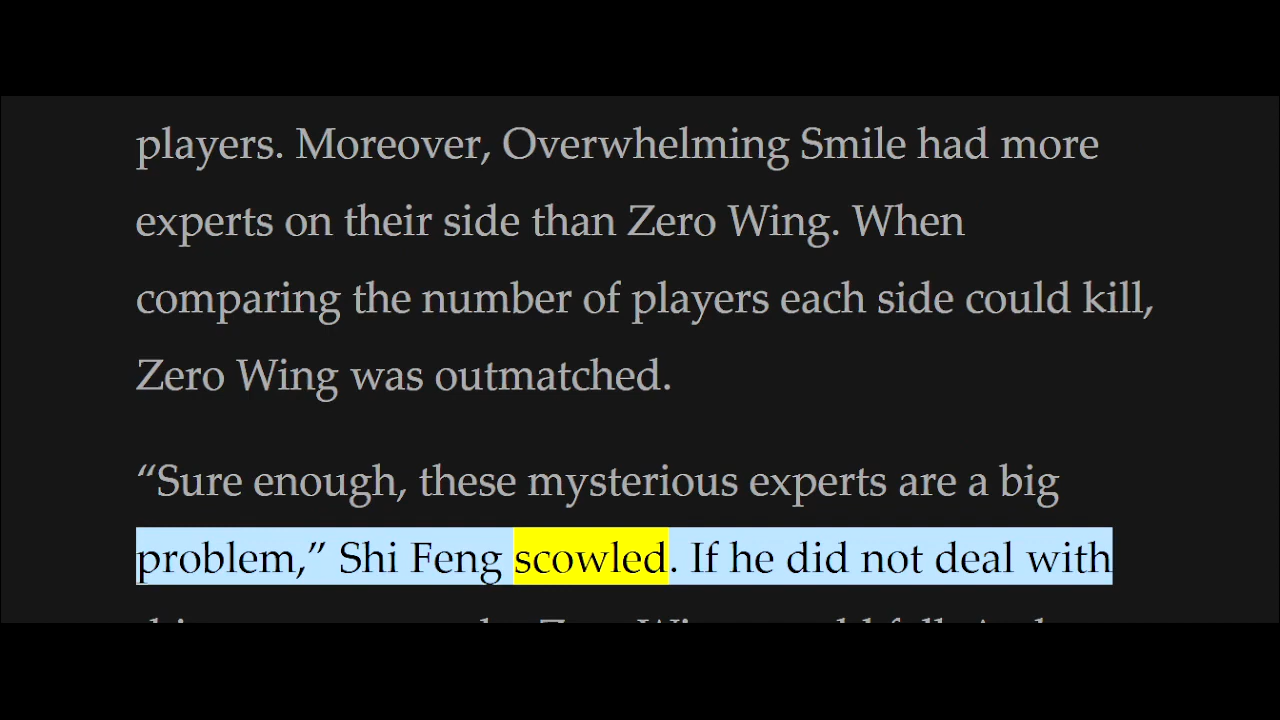 players. Moreover, Overwhelming Smile had more
experts on their side than Zero Wing. When
comparing the number of players each side could kill,
Zero Wing was outmatched.
“Sure enough, these mysterious experts are a big
problem,” Shi Feng scowled. If he did not deal with